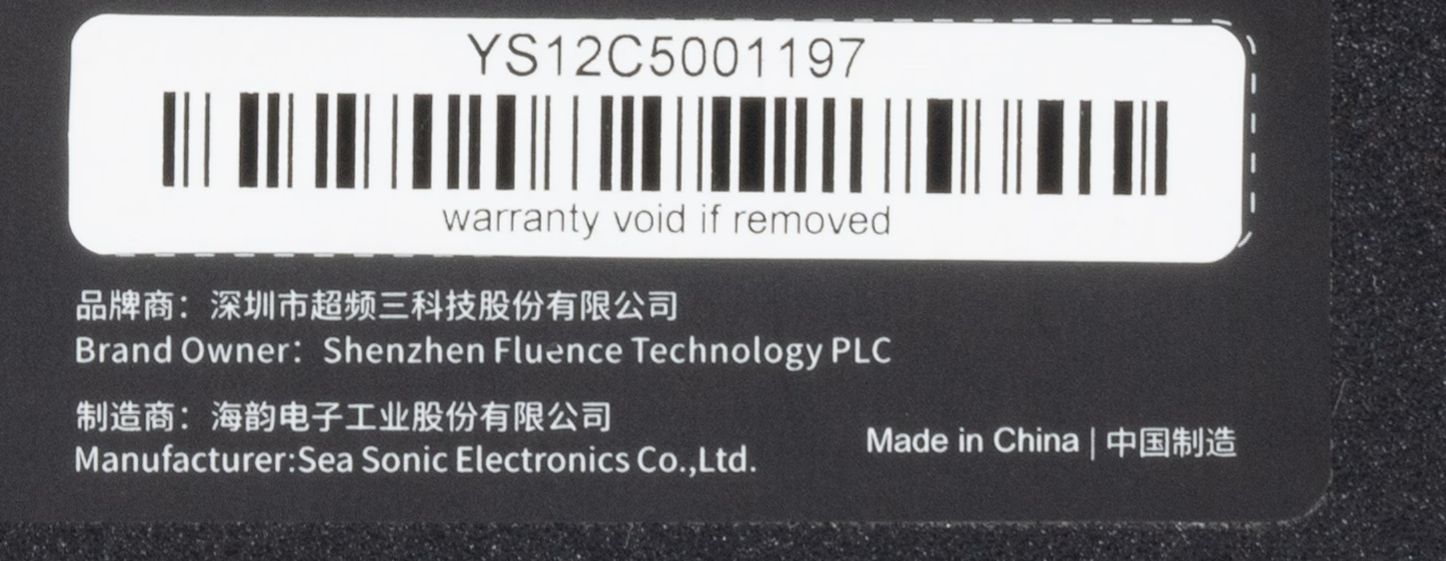 YS12C5001197
warranty void if removed
品牌商：深圳市超频三科技股份有限公司
Brand Owner：Shenzhen Fluence Technology PLC
制造商：海韵电子工业股份有限公司
Manufacturer:Sea Sonic Electronics Co.,Ltd.
Made in China | 中国制造